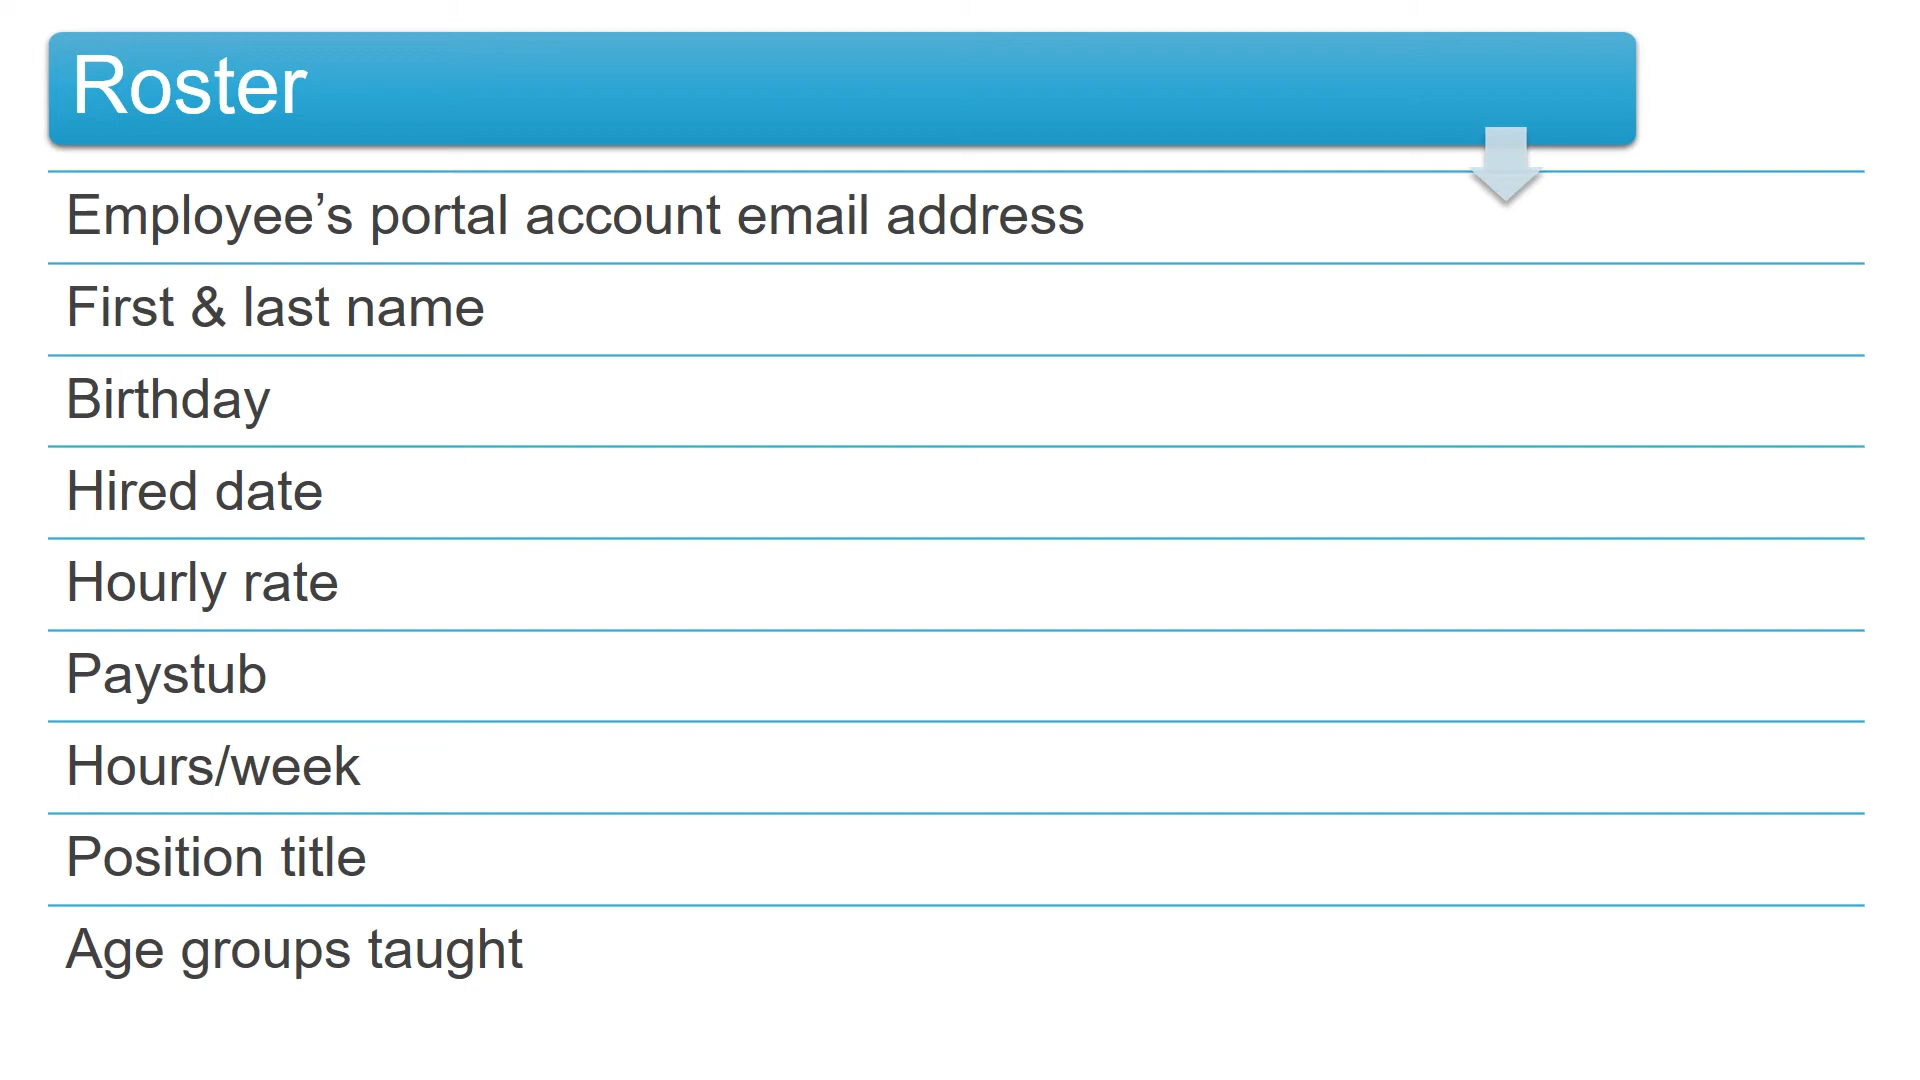 Roster
Employee’s portal account email address
First & last name
Birthday
Hired date
Hourly rate
Paystub
Hours/week
Position title
Age groups taught